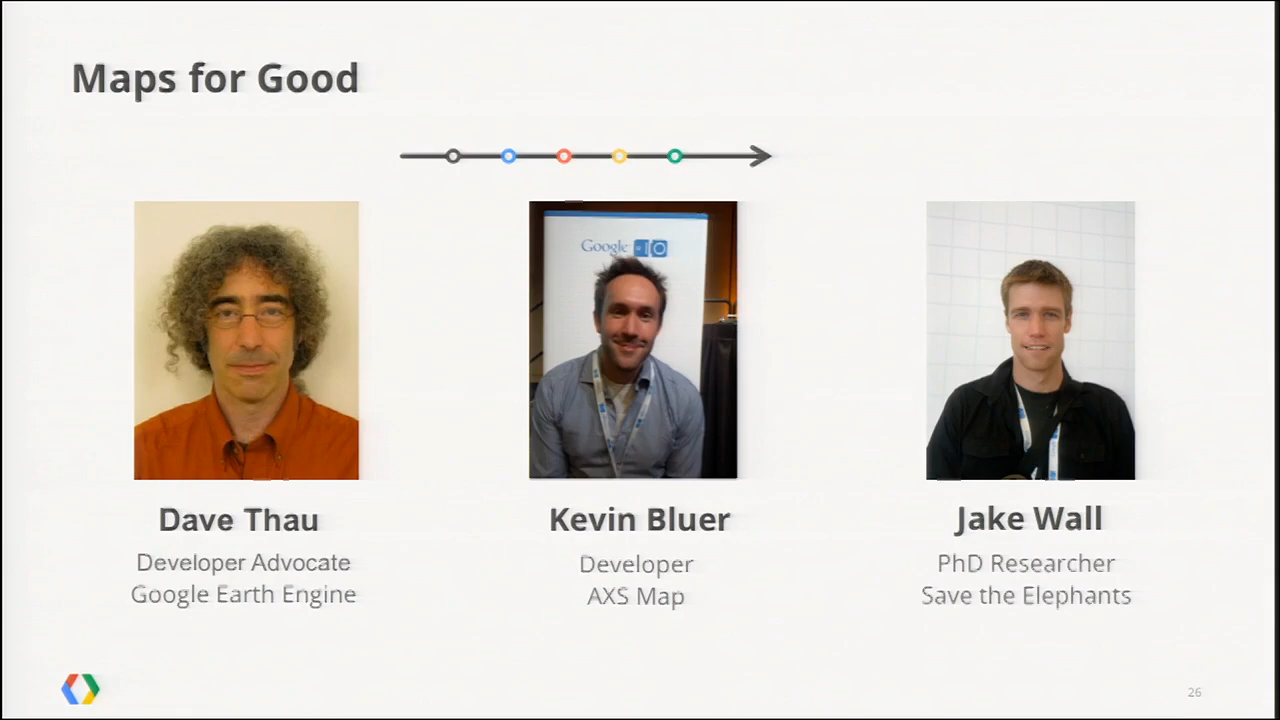 Maps for Good
Google I/O
Dave Thau
Developer Advocate
Google Earth Engine
Kevin Bluer
Developer
AXS Map
Jake Wall
PhD Researcher
Save the Elephants
26